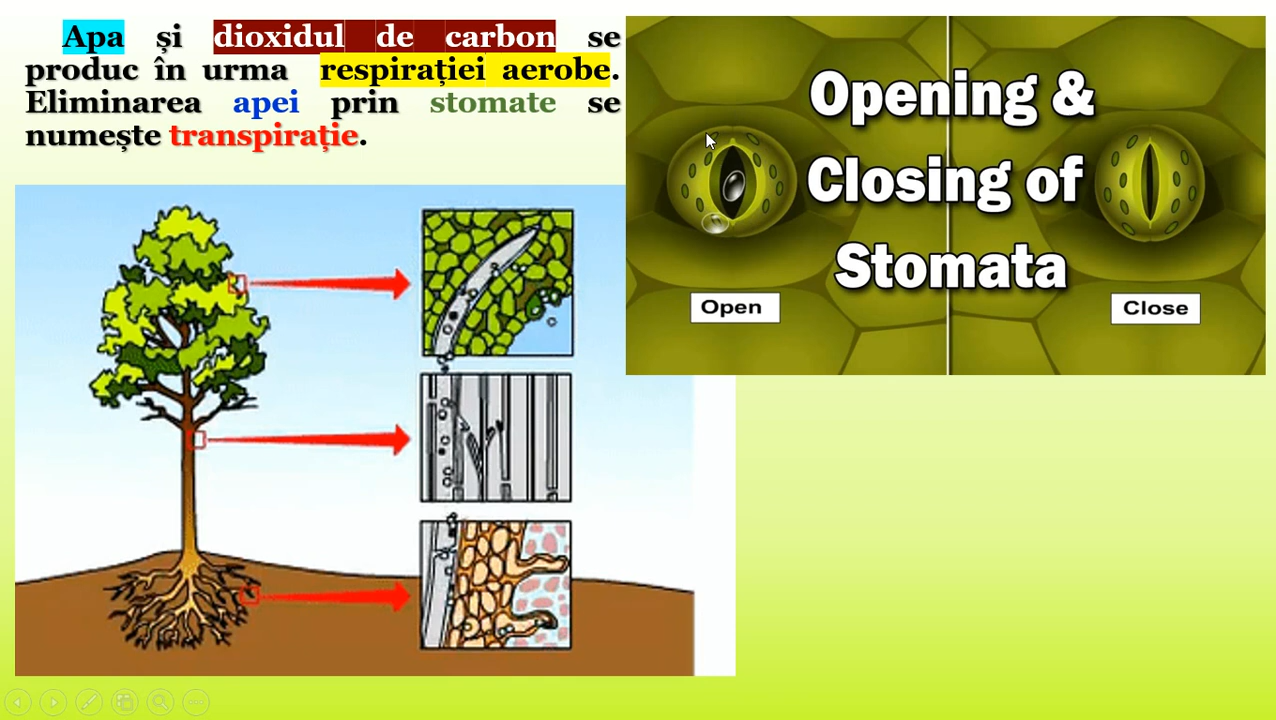 Apa și dioxidul de carbon se
produc în urma respirației aerobe.
Eliminarea apei prin stomate se
numește transpirație.
Opening &
Closing of
Stomata
Open
Close